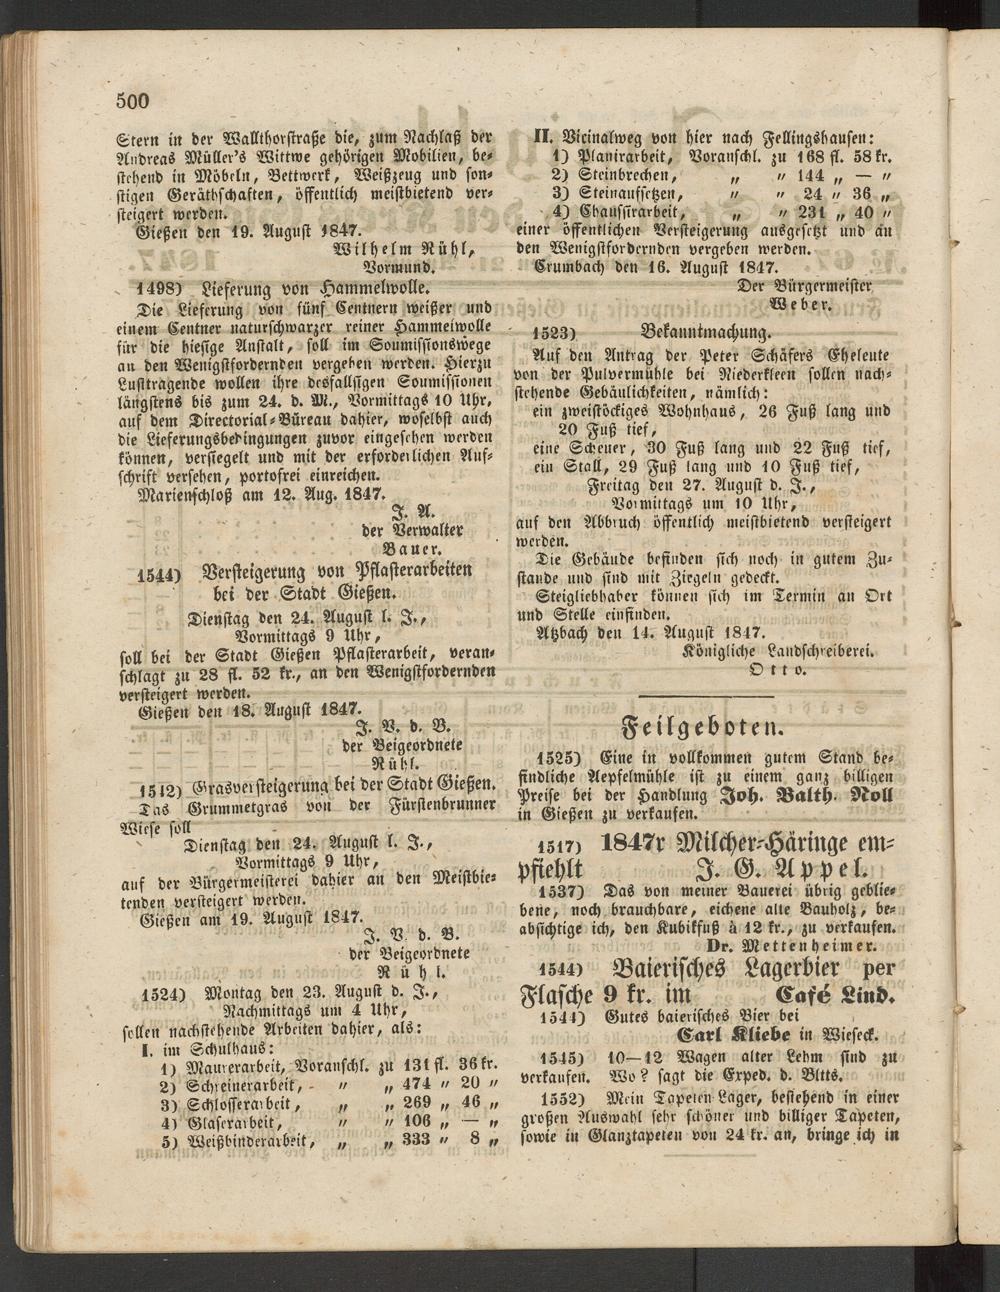 500
Stern in der Wallthorstraße die, zum Nachlaß der
Andreas Müller's Wittwe gehörigen Mobilien, be⸗
stehend in Möbeln, Bettwerk, Weißzeug und son⸗
stigen Geräthschaften, öffentlich meistbietend ver⸗
steigert werden.
Gießen den 19. August 1847.
Wilhelm Rühl,
Vormund.
1498) Lieferung von Hammelwolle.
Die Lieferung von fünf Centnern weißer und
einem Centner naturschwarzer reiner Hammelwolle
für die hiesige Anstalt, soll im Soumissionswege
an den Wenigstfordernden vergeben werden. Hierzu
Lusttragende wollen ihre desfallsigen Soumissionen
längstens bis zum 24. d. M., Vormittags 10 Uhr,
auf dem Directorial⸗Büreau dahier, woselbst auch
die Lieferungsbedingungen zuvor eingesehen werden
können, versiegelt und mit der erforderlichen Auf⸗
schrift versehen, portofrei einreichen.
Marienschloß am 12. Aug. 1847.
J. A.
der Verwalter
Bauer.
1544) Versteigerung von Pflasterarbeiten
bei der Stadt Gießen.
Dienstag den 24. August l. J.,
Vormittags 9 Uhr,
soll bei der Stadt Gießen Pflasterarbeit, veran⸗
schlagt zu 28 fl. 52 kr., an den Wenigstfordernden
versteigert werden.
Gießen den 18. August 1847.
J. V. d. B.
der Beigeordnete
Rühl.
1512) Grasversteigerung bei der Stadt Gießen.
Das Grummetgras von der Fürstenbrunner
Wiese soll
Dienstag den 24. August l. J.,
Vormittags 9 Uhr,
auf der Bürgermeisterei dahier an den Meistbie⸗
tenden versteigert werden.
Gießen am 19. August 1847.
J. V. d. B.
der Beigeordnete
Rühl.
1524) Montag den 23. August d. J.,
Nachmittags um 4 Uhr,
sollen nachstehende Arbeiten dahier, als:
I. im Schulhaus:
1) Maurerarbeit, Voranschl. zu 131 fl. 36 kr.
2) Schreinerarbeit, „ „ 474 „ 20 „
3) Schlosserarbeit, „ „ 269 „ 46 „
4) Glaserarbeit, „ „ 106 „ — „
5) Weißbinderarbeit, „ „ 333 „ 8 „
II. Vicinalweg von hier nach Fellingshausen:
1) Planirarbeit, Voranschl. zu 168 fl. 58 kr.
2) Steinbrechen, „ „ 144 „ — „
3) Steinaufsetzen, „ „ 24 „ 36 „
4) Chaussirarbeit, „ „ 231 „ 40 „
einer öffentlichen Versteigerung ausgesetzt und an
den Wenigstfordernden vergeben werden.
Crumbach den 16. August 1847.
Der Bürgermeister
Weber.
1523) Bekanntmachung.
Auf den Antrag der Peter Schäfers Eheleute
von der Pulvermühle bei Niederkleen sollen nach⸗
stehende Gebäulichkeiten, nämlich:
ein zweistöckiges Wohnhaus, 26 Fuß lang und
20 Fuß tief,
eine Scheuer, 30 Fuß lang und 22 Fuß tief,
ein Stall, 29 Fuß lang und 10 Fuß tief,
Freitag den 27. August d. J.,
Vormittags um 10 Uhr,
auf den Abbruch öffentlich meistbietend versteigert
werden.
Die Gebäude befinden sich noch in gutem Zu⸗
stande und sind mit Ziegeln gedeckt.
Steigliebhaber können sich im Termin an Ort
und Stelle einfinden.
Atzbach den 14. August 1847.
Königliche Landschreiberei.
Otto.
Feilgeboten.
1525) Eine in vollkommen gutem Stand be⸗
findliche Aepfelmühle ist zu einem ganz billigen
Preise bei der Handlung Joh. Balth. Noll
in Gießen zu verkaufen.
1517) 1847r Milcher⸗Häringe em⸗
pfiehlt J. G. Appel.
1537) Das von meiner Bauerei übrig geblie⸗
bene, noch brauchbare, eichene alte Bauholz, be⸗
absichtige ich, den Kubikfuß à 12 kr., zu verkaufen.
Dr. Mettenheimer.
1544) Baierisches Lagerbier per
Flasche 9 kr. im Café Lind.
1544) Gutes baierisches Bier bei
Carl Kliebe in Wieseck.
1545) 10—12 Wagen alter Lehm sind zu
verkaufen. Wo? sagt die Exped. d. Bltts.
1552) Mein Tapeten Lager, bestehend in einer
großen Auswahl sehr schöner und billiger Tapeten,
sowie in Glanztapeten von 24 kr. an, bringe ich in